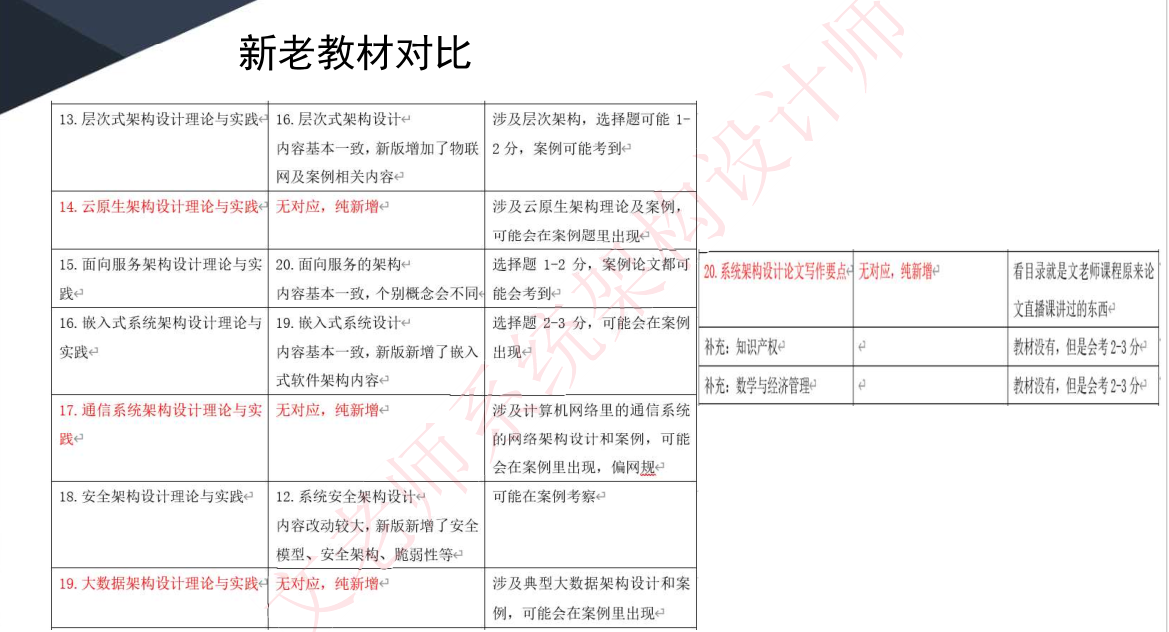 新老教材对比
13.层次式架构设计理论与实践
16.层次式架构设计
内容基本一致，新版增加了物联
网及案例相关内容
涉及层次架构，选择题可能 1-
2 分，案例可能考到
14.云原生架构设计理论与实践
无对应，纯新增
涉及云原生架构理论及案例，
可能会在案例题里出现
15.面向服务架构设计理论与实
践
20.面向服务的架构
内容基本一致，个别概念会不同
选择题 1-2 分，案例论文都可
能会考到
16.嵌入式系统架构设计理论与
实践
19.嵌入式系统设计
内容基本一致，新版新增了嵌入
式软件架构内容
选择题 2-3 分，可能会在案例
出现
17.通信系统架构设计理论与实
践
无对应，纯新增
涉及计算机网络里的通信系统
的网络架构设计和案例，可能
会在案例里出现，偏网规
18.安全架构设计理论与实践
12.系统安全架构设计
内容改动较大，新版新增了安全
模型、安全架构、脆弱性等
可能在案例考察
19.大数据架构设计理论与实践
无对应，纯新增
涉及典型大数据架构设计和案
例，可能会在案例里出现
20.系统架构设计论文写作要点
无对应，纯新增
看目录就是文老师课程原来论
文直播课讲过的东西
补充：知识产权
教材没有，但是会考 2-3 分
补充：数学与经济管理
教材没有，但是会考 2-3 分
文老师系统架构设计师